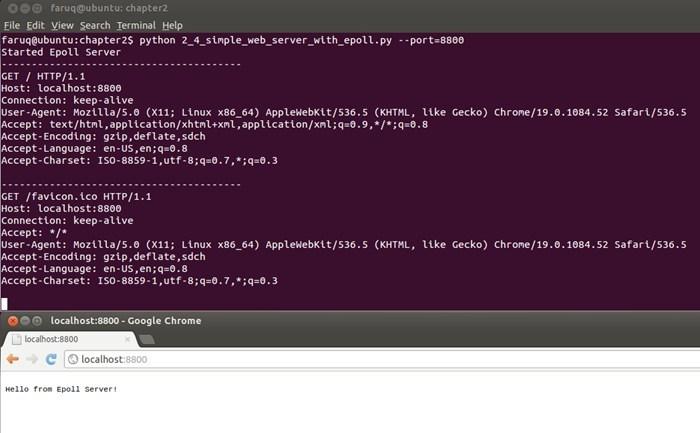 faruq@ubuntu: chapter2
File Edit View Search Terminal Help
faruq@ubuntu:chapter2$ python 2_4_simple_web_server_with_epoll.py --port=8800
Started Epoll Server
----------------------------------------
GET / HTTP/1.1
Host: localhost:8800
Connection: keep-alive
User-Agent: Mozilla/5.0 (X11; Linux x86_64) AppleWebKit/536.5 (KHTML, like Gecko) Chrome/19.0.1084.52 Safari/536.5
Accept: text/html,application/xhtml+xml,application/xml;q=0.9,*/*;q=0.8
Accept-Encoding: gzip,deflate,sdch
Accept-Language: en-US,en;q=0.8
Accept-Charset: ISO-8859-1,utf-8;q=0.7,*;q=0.3
----------------------------------------
GET /favicon.ico HTTP/1.1
Host: localhost:8800
Connection: keep-alive
Accept: */*
User-Agent: Mozilla/5.0 (X11; Linux x86_64) AppleWebKit/536.5 (KHTML, like Gecko) Chrome/19.0.1084.52 Safari/536.5
Accept-Encoding: gzip,deflate,sdch
Accept-Language: en-US,en;q=0.8
Accept-Charset: ISO-8859-1,utf-8;q=0.7,*;q=0.3
localhost:8800 - Google Chrome
localhost:8800
localhost:8800
Hello from Epoll Server!